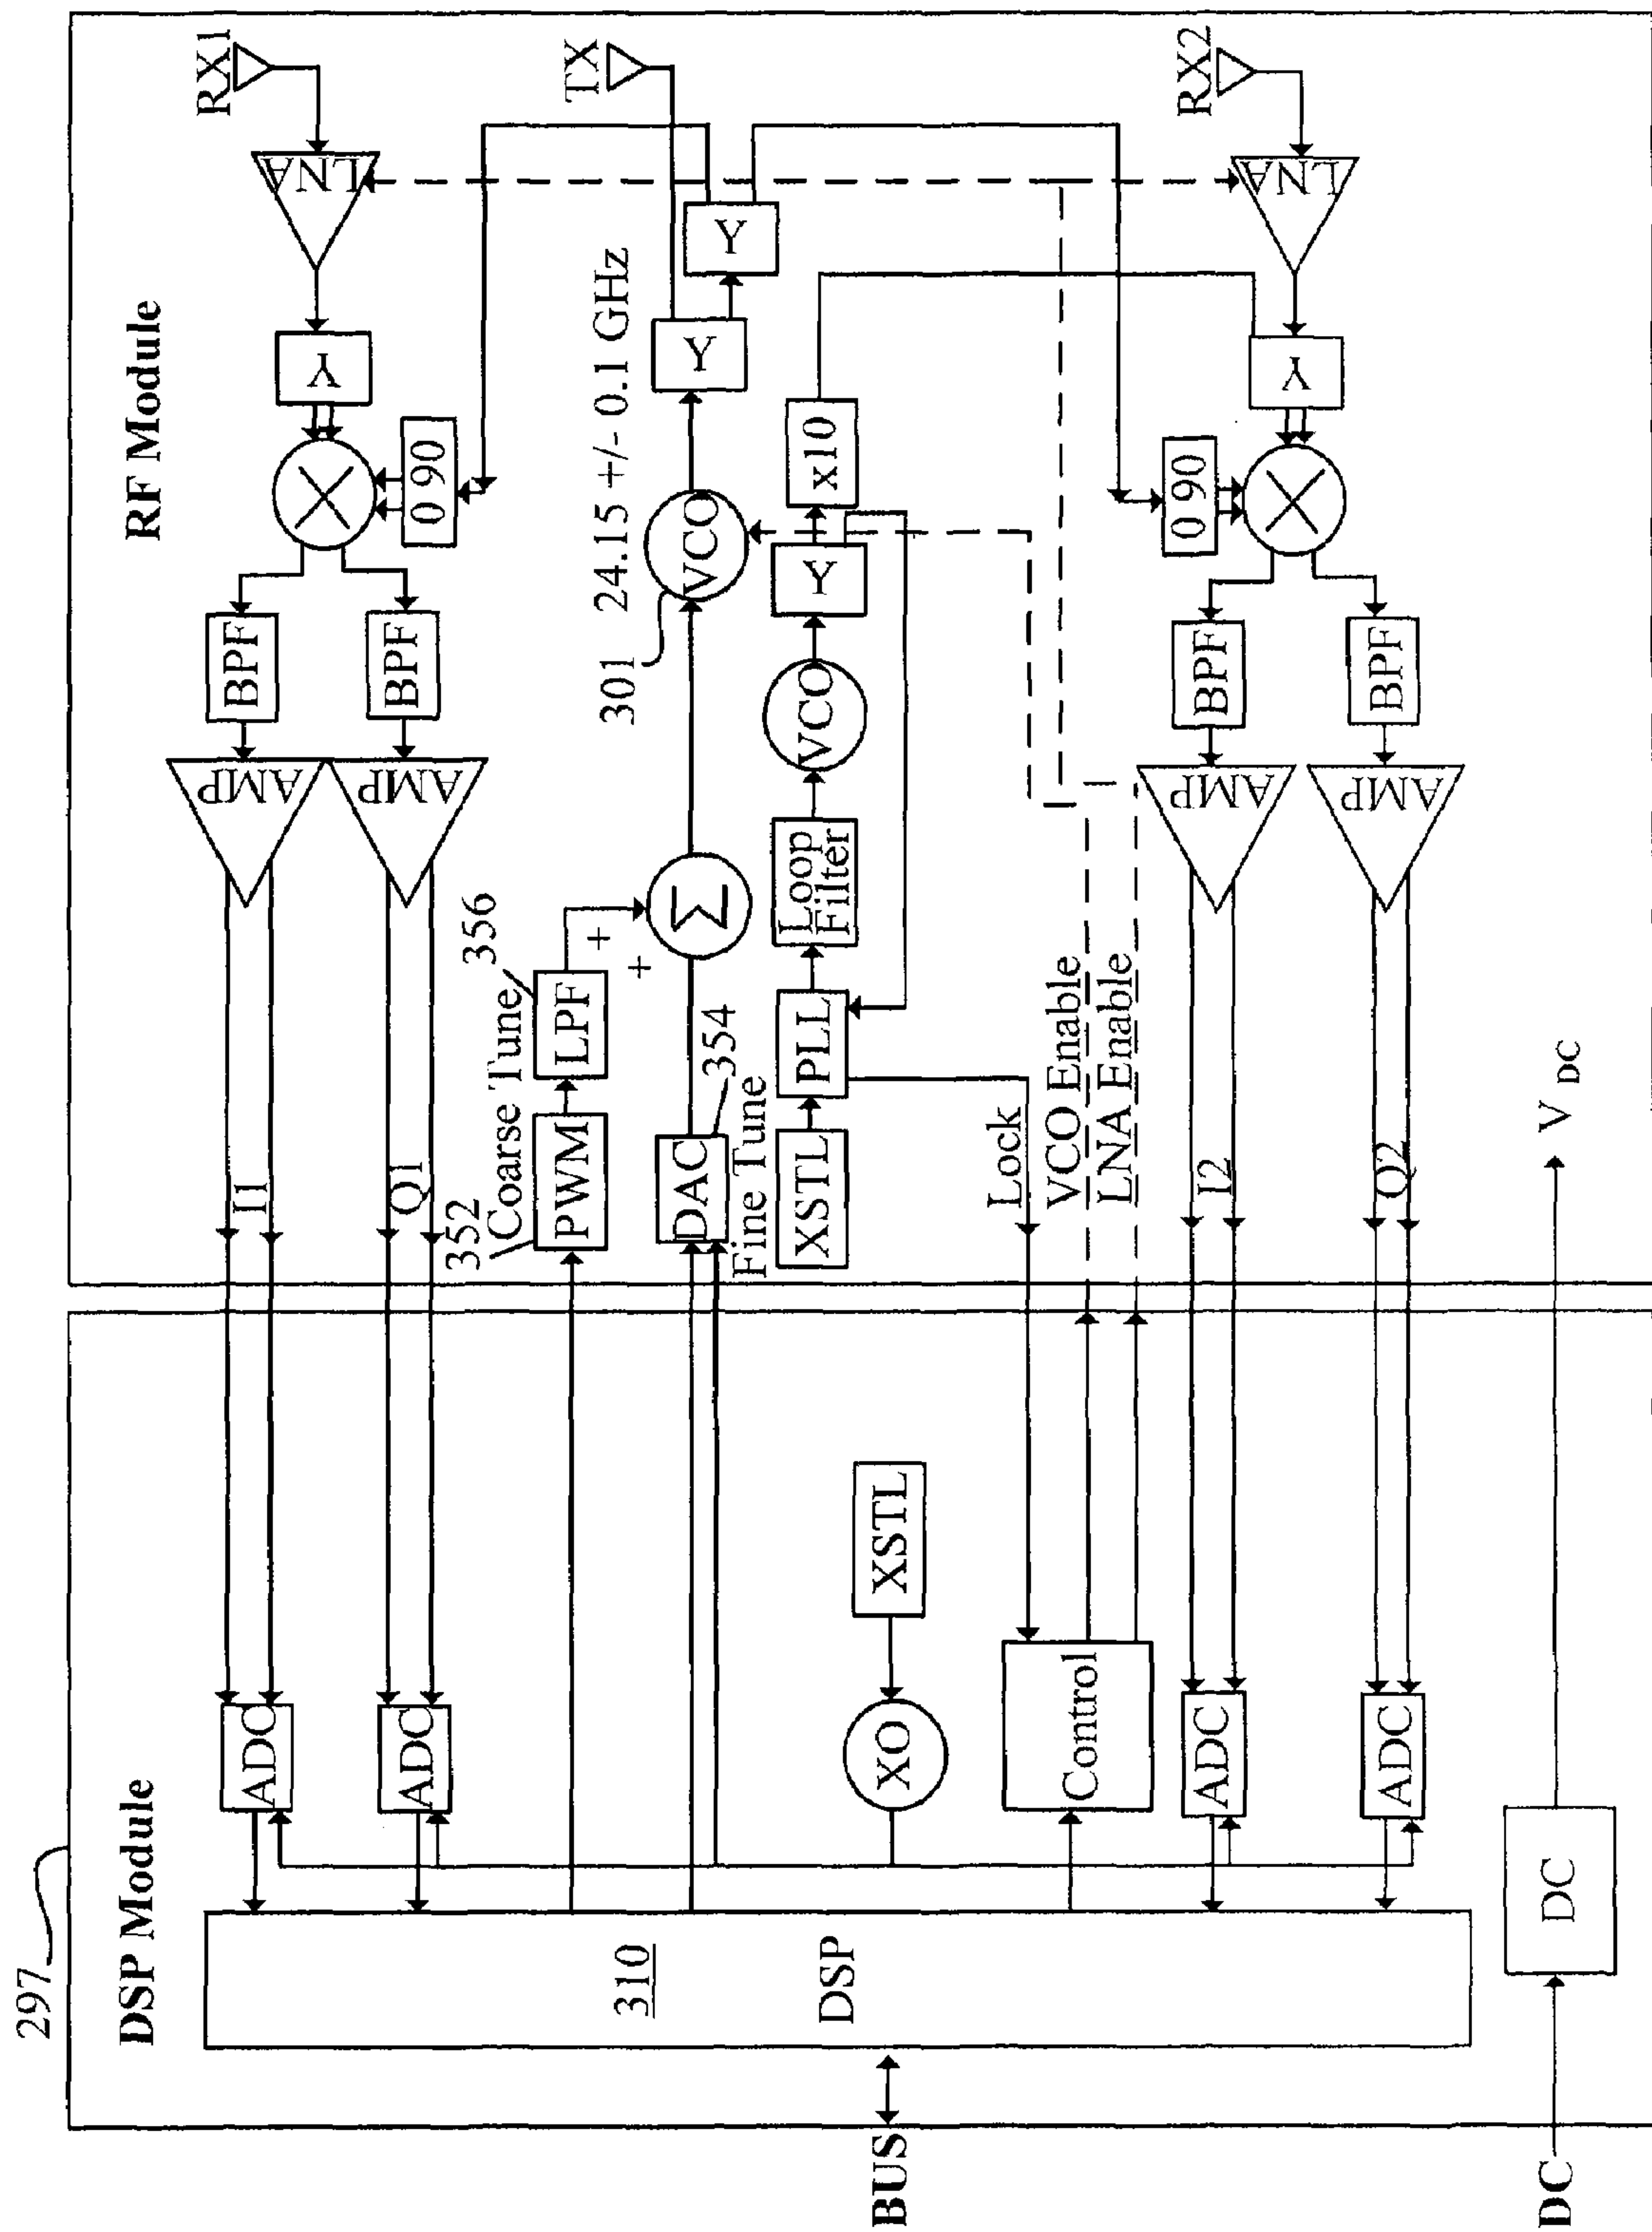 297
DSP Module
RF Module
ADC
I1
AMP
BPF
0 90
Y
LNA
RX1
ADC
Q1
AMP
BPF
352
Coarse Tune
356
PWM
LPF
+
+
310
DSP
DAC
354
Fine Tune
Σ
301
24.15 +/- 0.1 GHz
VCO
Y
Y
TX
XSTL
PLL
Loop
Filter
VCO
Y
x10
XO
XSTL
BUS
Lock
Control
VCO Enable
LNA Enable
ADC
I2
AMP
BPF
0 90
Y
LNA
RX2
ADC
Q2
AMP
BPF
DC
DC
V DC